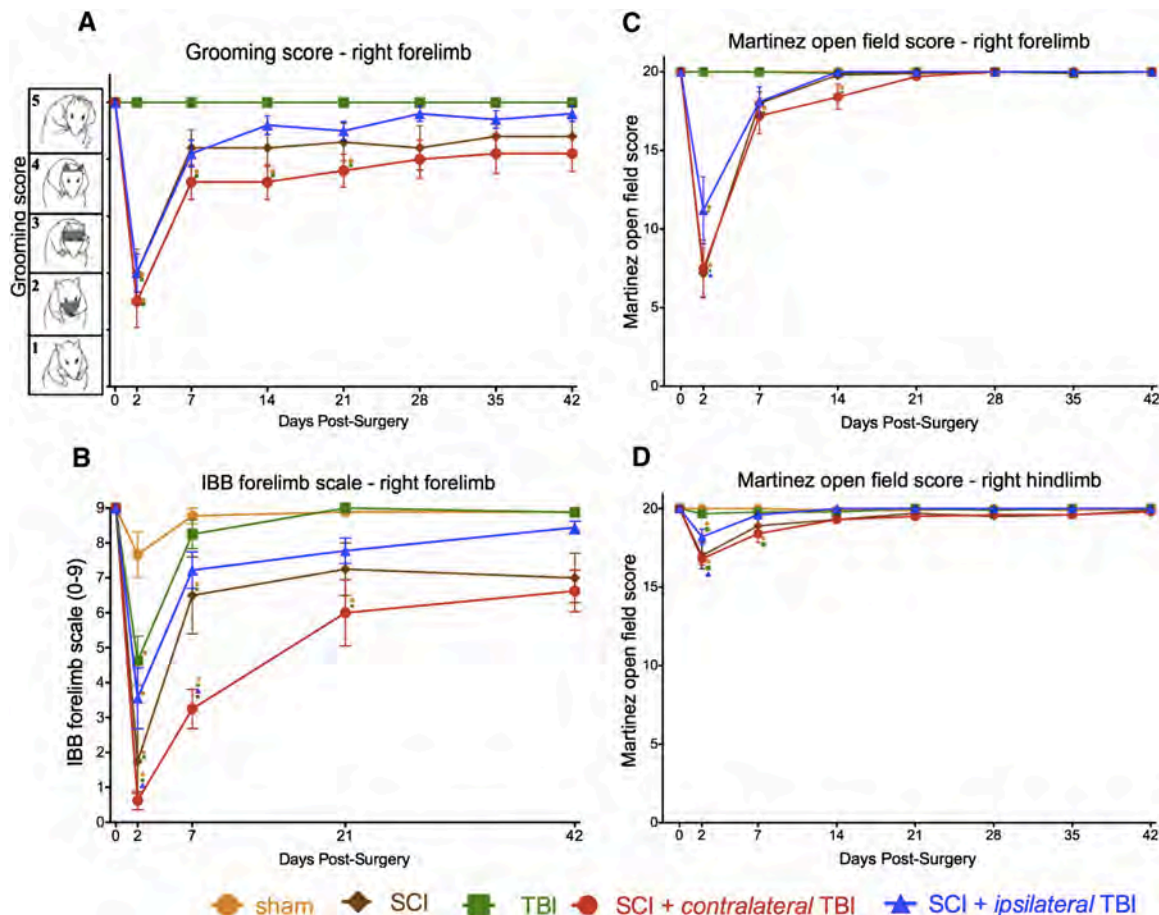 A
Grooming score - right forelimb
Grooming score
5
4
3
2
1
0 2 7 14 21 28 35 42
Days Post-Surgery
C
Martinez open field score - right forelimb
Martinez open field score
20
15
10
5
0
0 2 7 14 21 28 35 42
Days Post-Surgery
B
IBB forelimb scale - right forelimb
IBB forelimb scale (0-9)
9
8
7
6
5
4
3
2
1
0
0 2 7 21 42
Days Post-Surgery
D
Martinez open field score - right hindlimb
Martinez open field score
20
15
10
5
0
0 2 7 14 21 28 35 42
Days Post-Surgery
sham SCI TBI SCI + contralateral TBI SCI + ipsilateral TBI